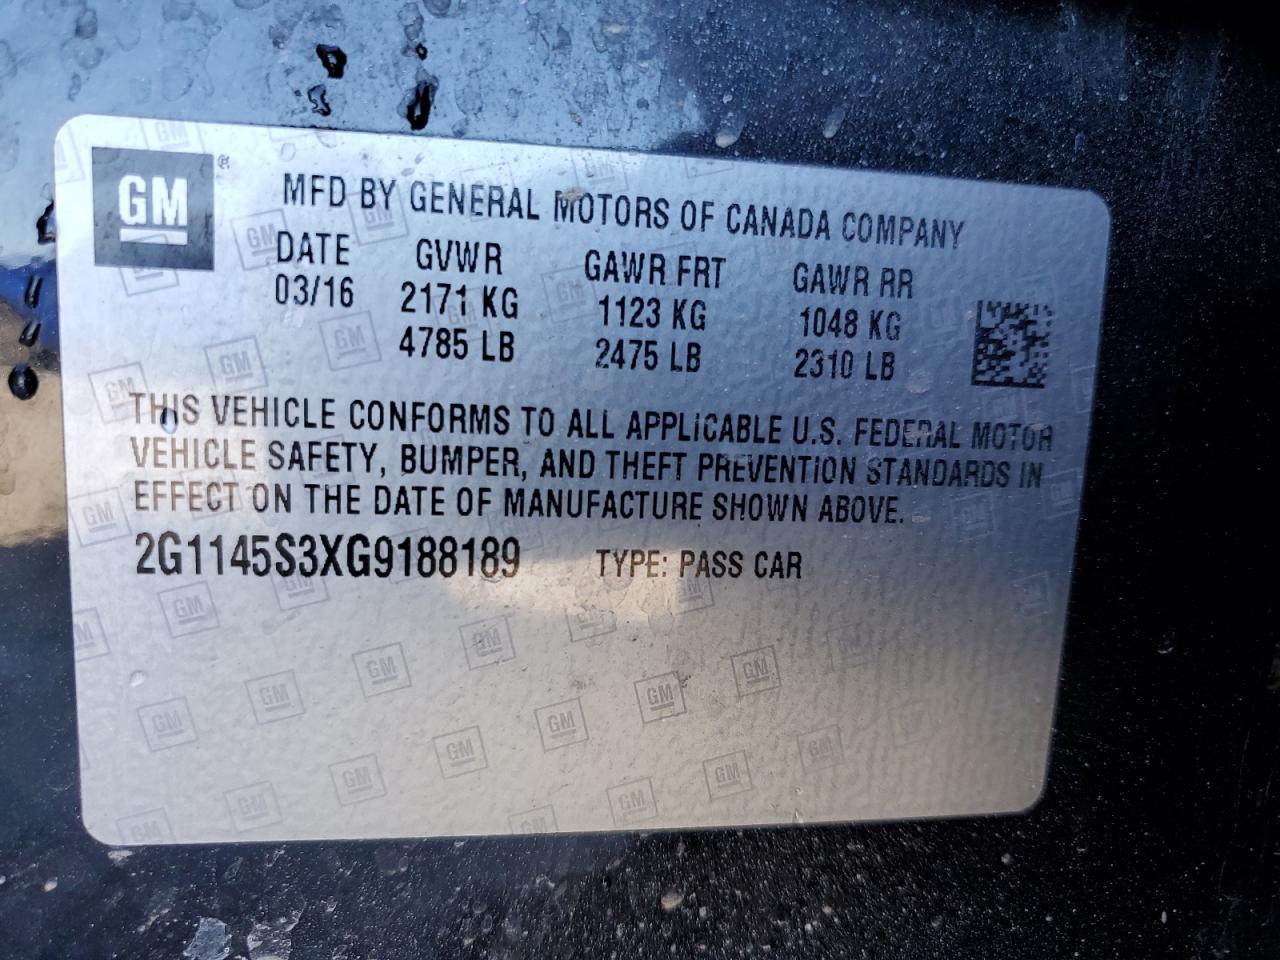 GM®
MFD BY GENERAL MOTORS OF CANADA COMPANY
DATE GVWR GAWR FRT GAWR RR
03/16 2171 KG 1123 KG 1048 KG
4785 LB 2475 LB 2310 LB
THIS VEHICLE CONFORMS TO ALL APPLICABLE U.S. FEDERAL MOTOR
VEHICLE SAFETY, BUMPER, AND THEFT PREVENTION STANDARDS IN
EFFECT ON THE DATE OF MANUFACTURE SHOWN ABOVE.
2G1145S3XG9188189 TYPE: PASS CAR